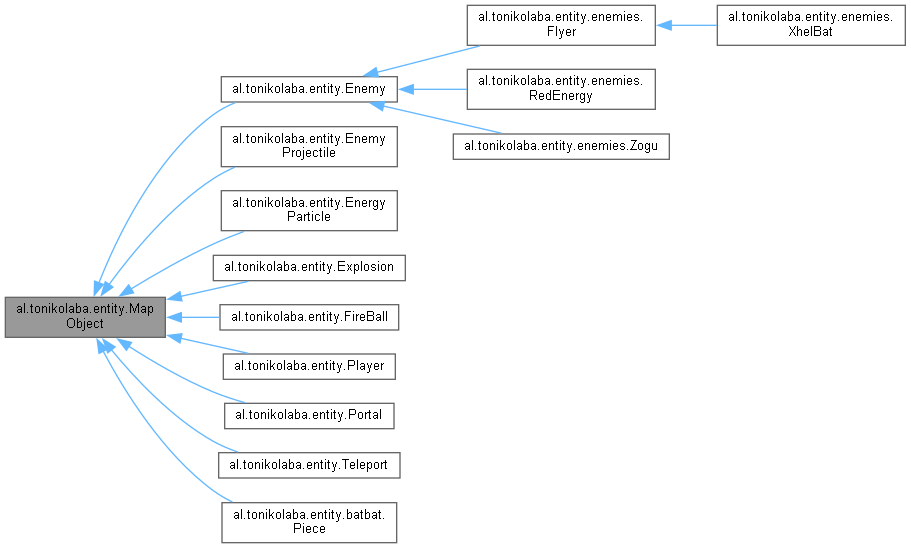 al.tonikolaba.entity.enemies.
Flyer
al.tonikolaba.entity.enemies.
XhelBat
al.tonikolaba.entity.Enemy
al.tonikolaba.entity.enemies.
RedEnergy
al.tonikolaba.entity.enemies.Zogu
al.tonikolaba.entity.Enemy
Projectile
al.tonikolaba.entity.Energy
Particle
al.tonikolaba.entity.Explosion
al.tonikolaba.entity.Map
Object
al.tonikolaba.entity.FireBall
al.tonikolaba.entity.Player
al.tonikolaba.entity.Portal
al.tonikolaba.entity.Teleport
al.tonikolaba.entity.batbat.
Piece